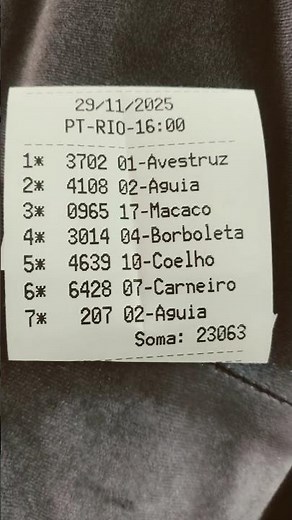 29/11/2025
PT-RIO-16:00
1* 3702 01-Avestruz
2* 4108 02-Aguia
3* 0965 17-Macaco
4* 3014 04-Borboleta
5* 4639 10-Coelho
6* 6428 07-Carneiro
7* 207 02-Aguia
Soma: 23063